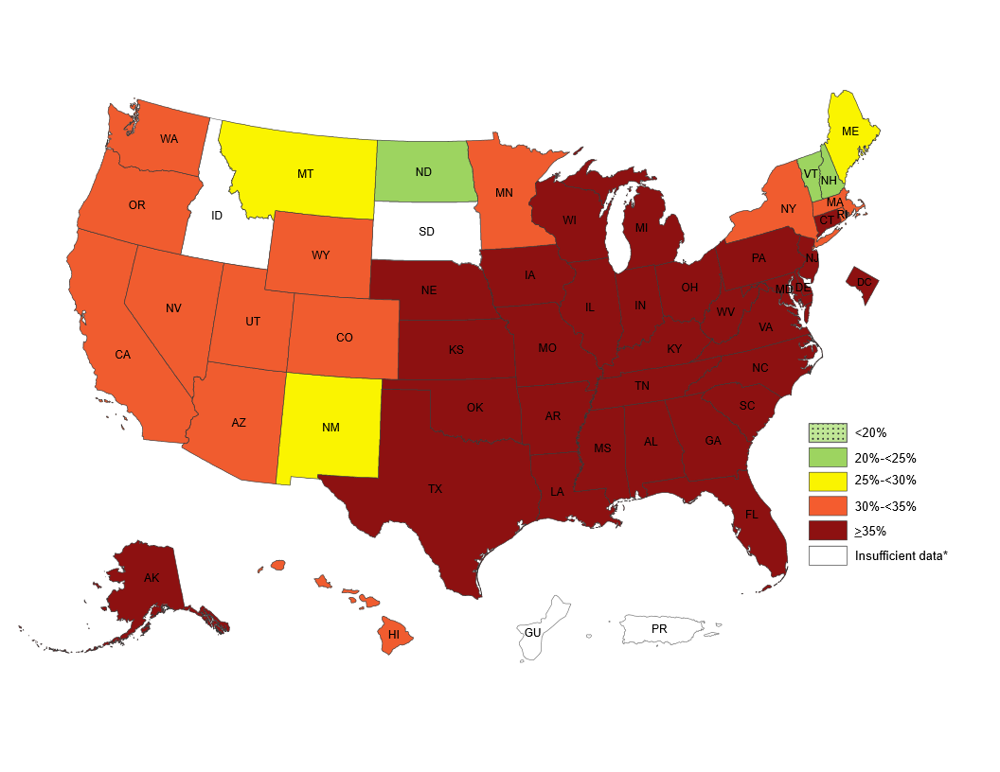 ME
WA
MT
ND
VT
NH
MN
MA
OR
NY
RI
ID
WI
CT
SD
MI
WY
PA
NJ
IA
DC
NE
OH
MD
DE
NV
IL
IN
WV
UT
VA
CO
MO
KY
KS
CA
NC
TN
OK
SC
AR
AZ
NM
GA
MS
AL
<20%
20%-<25%
25%-<30%
TX
LA
30%-<35%
FL
≥35%
Insufficient data*
AK
HI
GU
PR